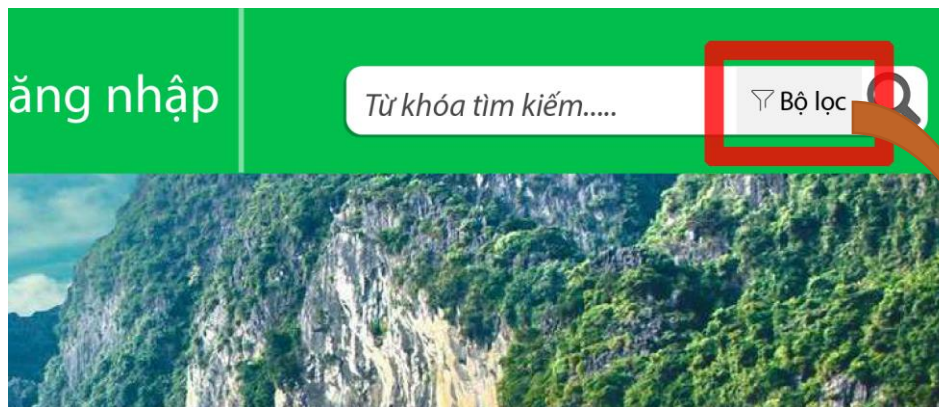 ăng nhập
Từ khóa tìm kiếm.....
Bộ lọc